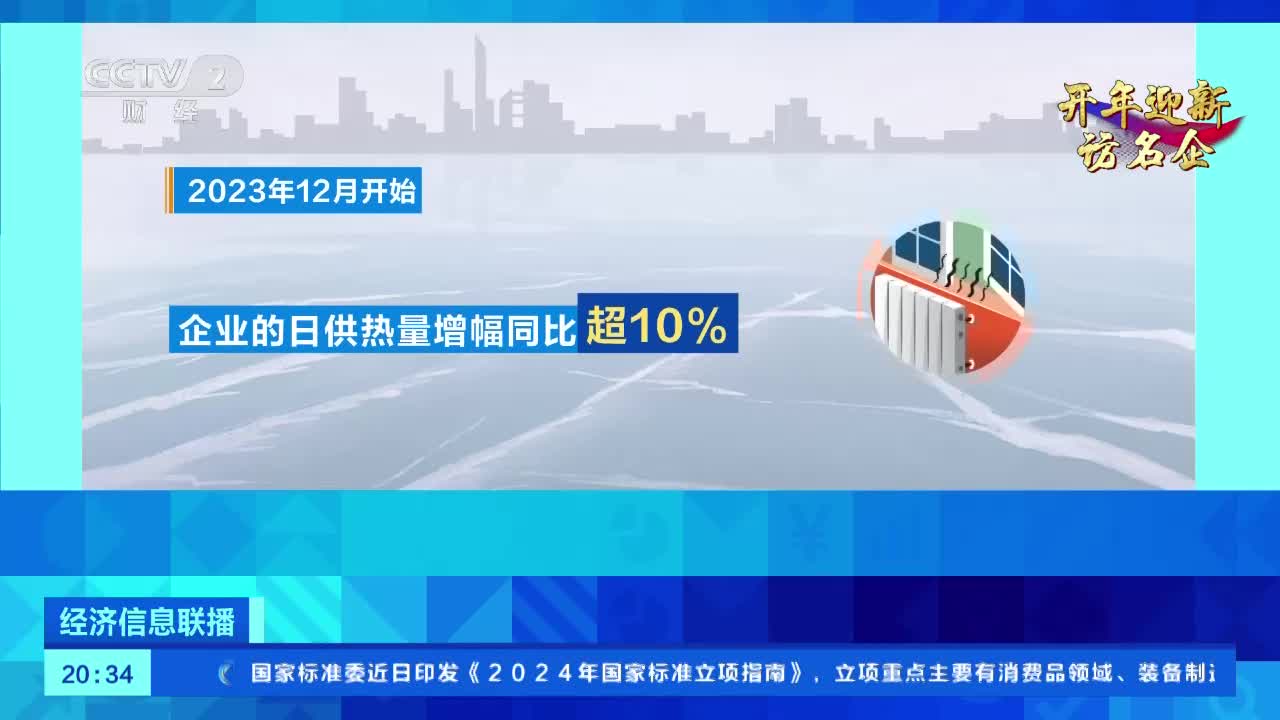 CCTV 2
财经
开年迎新
访名企
2023年12月开始
企业的日供热量增幅同比超10%
经济信息联播
20:34
国家标准委近日印发《2024年国家标准立项指南》，立项重点主要有消费品领域、装备制